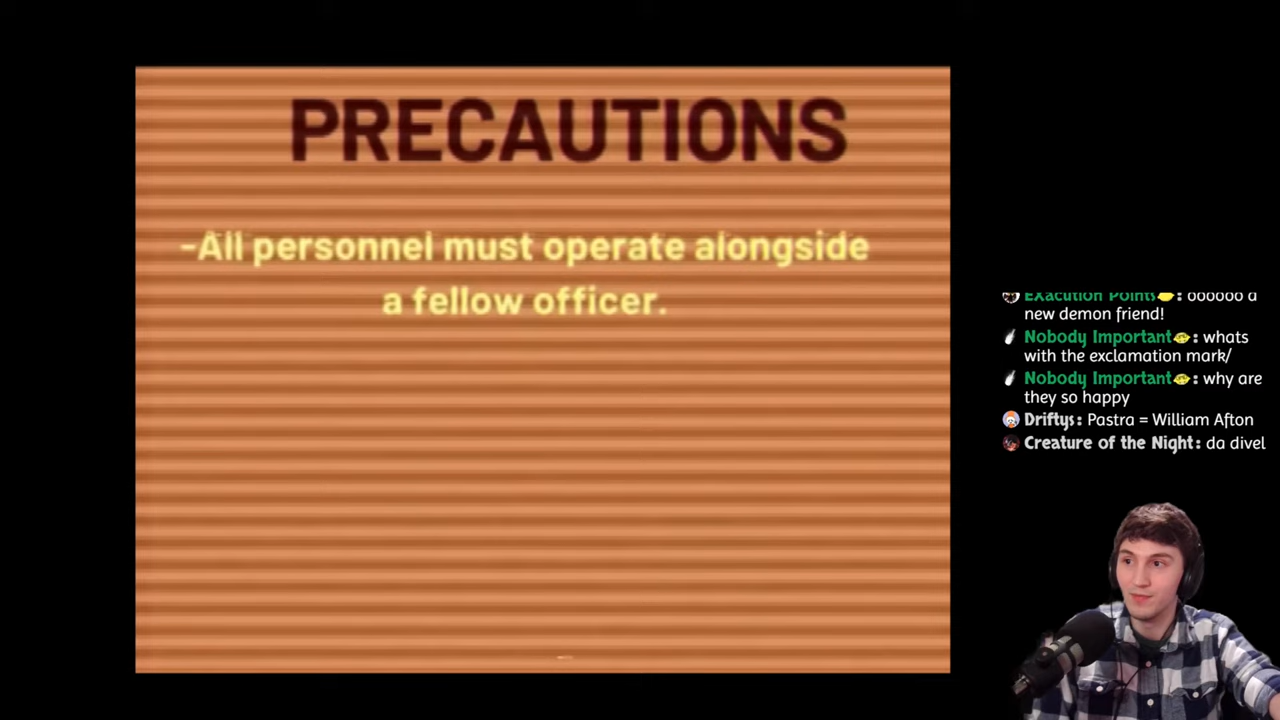 PRECAUTIONS
-All personnel must operate alongside
a fellow officer.
EXacution Points: oooooo a
new demon friend!
Nobody Important: whats
with the exclamation mark/
Nobody Important: why are
they so happy
Driftys: Pastra = William Afton
Creature of the Night: da divel